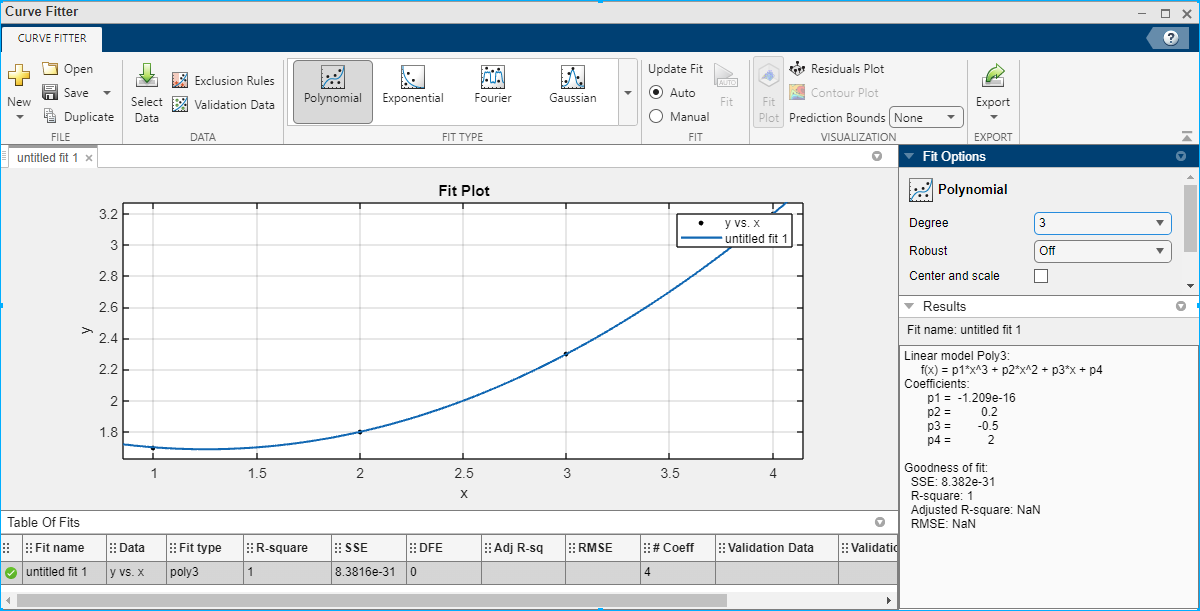 Curve Fitter
CURVE FITTER
?
New
Open
Save
Duplicate
FILE
Select
Data
Exclusion Rules
Validation Data
DATA
Polynomial
Exponential
Fourier
Gaussian
FIT TYPE
Update Fit
Auto
Manual
AUTO
Fit
FIT
Fit
Plot
Residuals Plot
Contour Plot
Prediction Bounds None
VISUALIZATION
Export
EXPORT
untitled fit 1
Fit Plot
y vs. x
untitled fit 1
3.2
3
2.8
2.6
2.4
2.2
2
1.8
y
1 1.5 2 2.5 3 3.5 4
x
Table Of Fits
Fit name Data Fit type R-square SSE DFE Adj R-sq RMSE # Coeff Validation Data Validatic
untitled fit 1 y vs. x poly3 1 8.3816e-31 0 4
Fit Options
Polynomial
Degree 3
Robust Off
Center and scale
Results
Fit name: untitled fit 1
Linear model Poly3:
f(x) = p1*x^3 + p2*x^2 + p3*x + p4
Coefficients:
p1 = -1.209e-16
p2 = 0.2
p3 = -0.5
p4 = 2
Goodness of fit:
SSE: 8.382e-31
R-square: 1
Adjusted R-square: NaN
RMSE: NaN